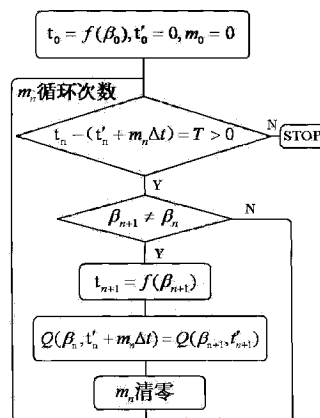 t₀ = f(β₀), t'₀ = 0, m₀ = 0
mₙ循环次数
tₙ − (t'ₙ + mₙΔt) = T > 0
N
STOP
Y
βₙ₊₁ ≠ βₙ
N
Y
tₙ₊₁ = f(βₙ₊₁)
Q(βₙ, t'ₙ + mₙΔt) = Q(βₙ₊₁, t'ₙ₊₁)
mₙ清零